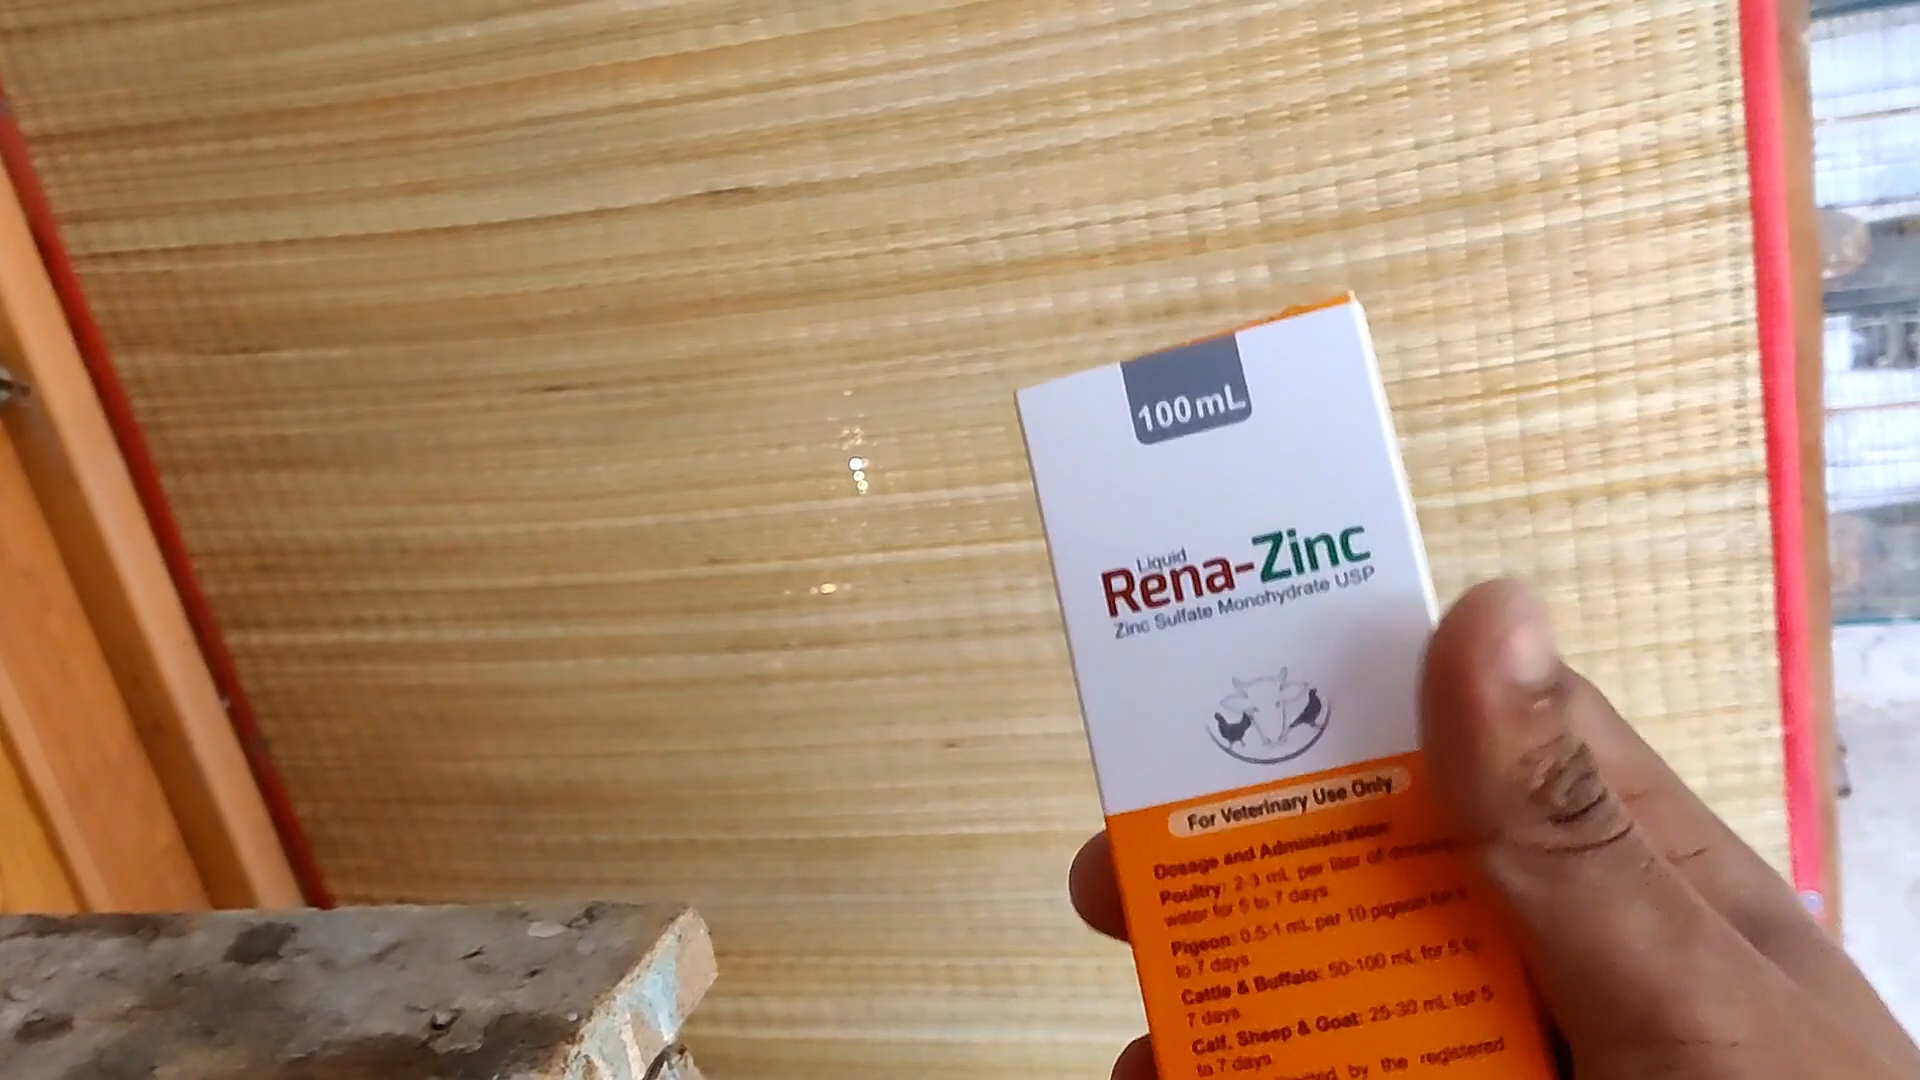 100mL
Liquid
Rena-Zinc
Zinc Sulfate Monohydrate USP
For Veterinary Use Only
Dosage and Administration:
Poultry: 2-3 mL per liter of
water for 5 to 7 days
Pigeon: 0.5-1 mL per 10 pigeon for 5
to 7 days
Cattle & Buffalo: 50-100 mL for 5 to
7 days
Calf, Sheep & Goat: 25-30 mL for 5
to 7 days
by the registered